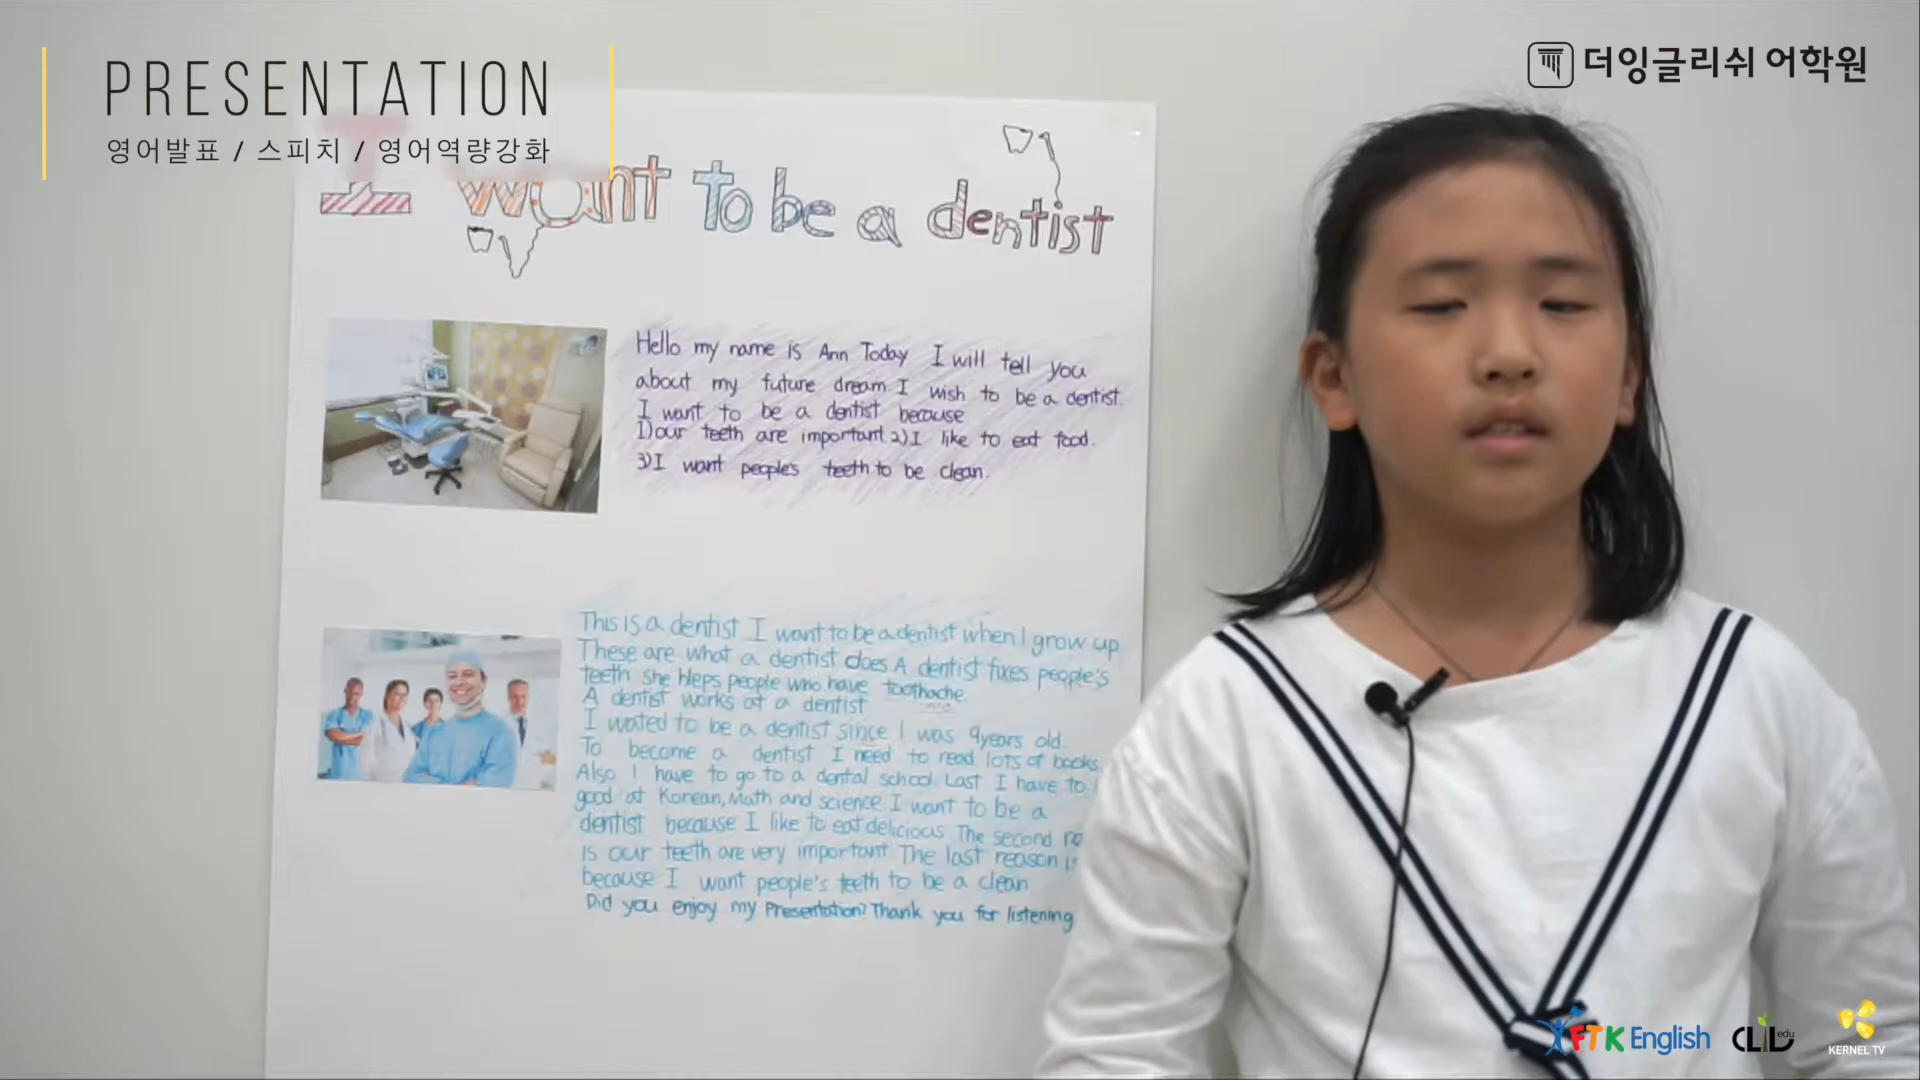 PRESENTATION
영어발표 / 스피치 / 영어역량강화
더잉글리쉬 어학원
I want to be a dentist
Hello my name is Ann Today I will tell you
about my future dream I wish to be a dentist.
I want to be a dentist because
1) our teeth are important. 2) I like to eat food.
3) I want people's teeth to be clean.
This is a dentist I want to be a dentist when I grow up
These are what a dentist does. A dentist fixes people's
teeth she hleps people who have toothache.
A dentist works at a dentist
I wated to be a dentist since I was 9years old.
To become a dentist I need to read lots of books.
Also I have to go to a dental school. Last I have to
good at Korean, Math and science I want to be a
dentist because I like to eat delicious The second
is our teeth are very important The last reason is
because I want people's teeth to be a clean
Did you enjoy my Presentation? Thank you for listening
FTK English
CLIL edu
KERNEL TV